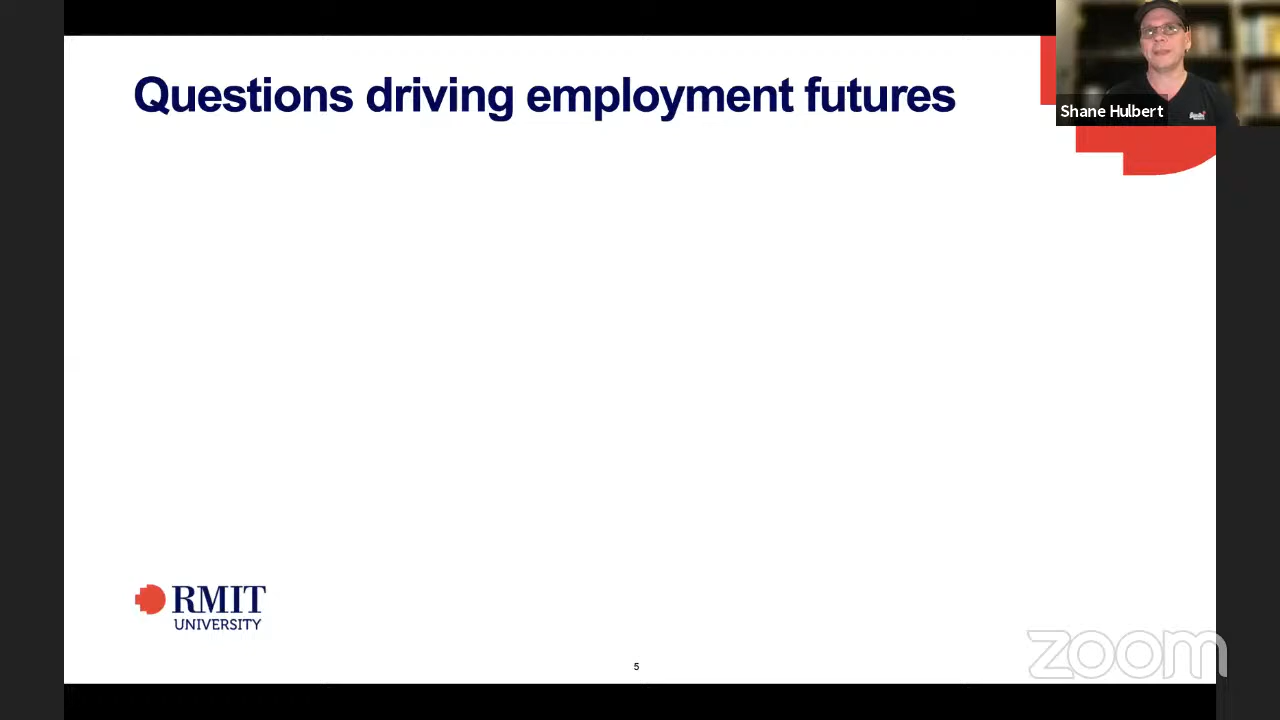 Questions driving employment futures
Shane Hulbert
RMIT
UNIVERSITY
5
zoom